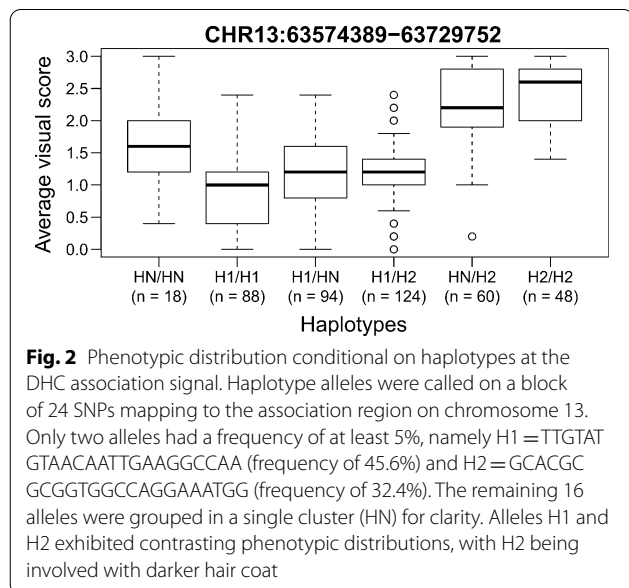 CHR13:63574389−63729752
Average visual score
3.0
2.5
2.0
1.5
1.0
0.5
0.0
HN/HN H1/H1 H1/HN H1/H2 HN/H2 H2/H2
(n = 18) (n = 88) (n = 94) (n = 124) (n = 60) (n = 48)
Haplotypes
Fig. 2 Phenotypic distribution conditional on haplotypes at the
DHC association signal. Haplotype alleles were called on a block
of 24 SNPs mapping to the association region on chromosome 13.
Only two alleles had a frequency of at least 5%, namely H1 = TTGTAT
GTAACAATTGAAGGCCAA (frequency of 45.6%) and H2 = GCACGC
GCGGTGGCCAGGAAATGG (frequency of 32.4%). The remaining 16
alleles were grouped in a single cluster (HN) for clarity. Alleles H1 and
H2 exhibited contrasting phenotypic distributions, with H2 being
involved with darker hair coat